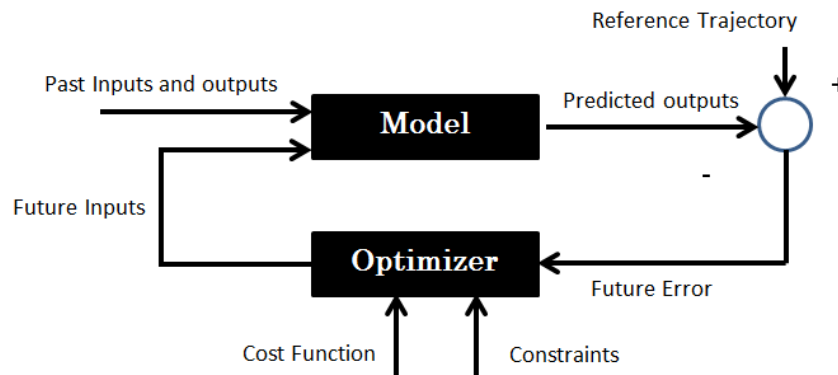 Reference Trajectory
Past Inputs and outputs
+
Model
Predicted outputs
-
Future Inputs
Optimizer
Future Error
Cost Function
Constraints